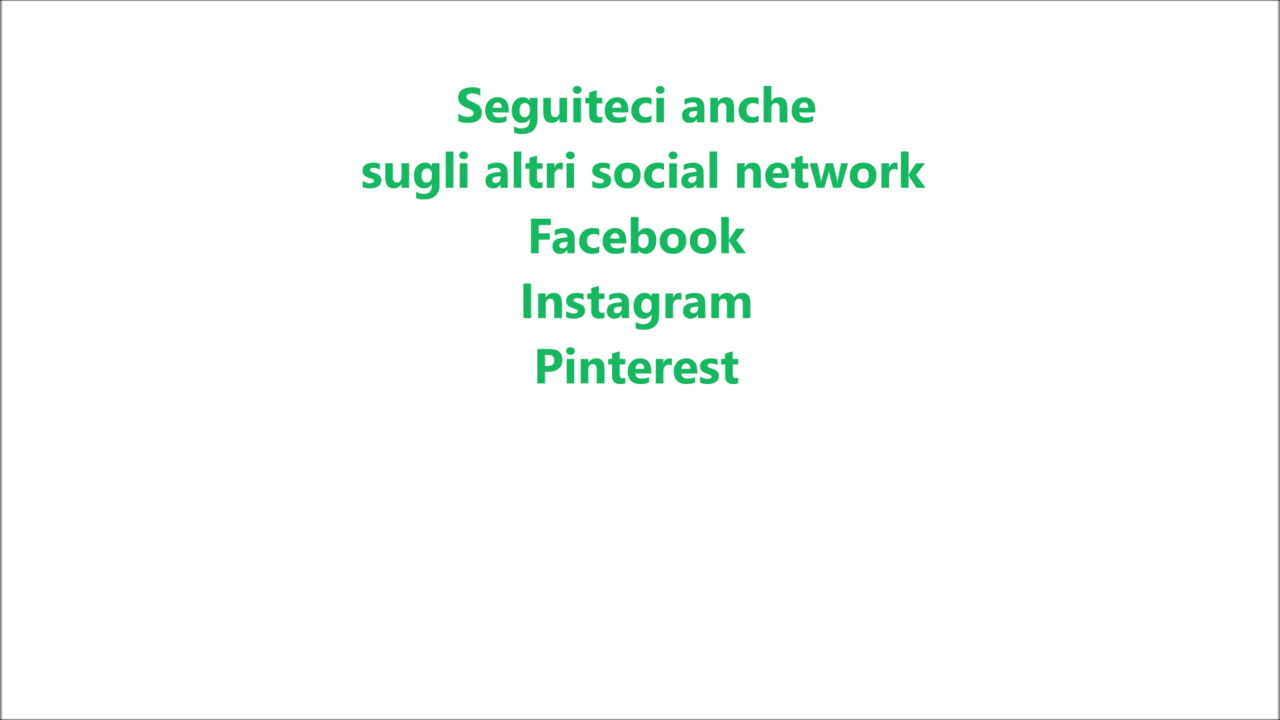 Seguiteci anche
sugli altri social network
Facebook
Instagram
Pinterest